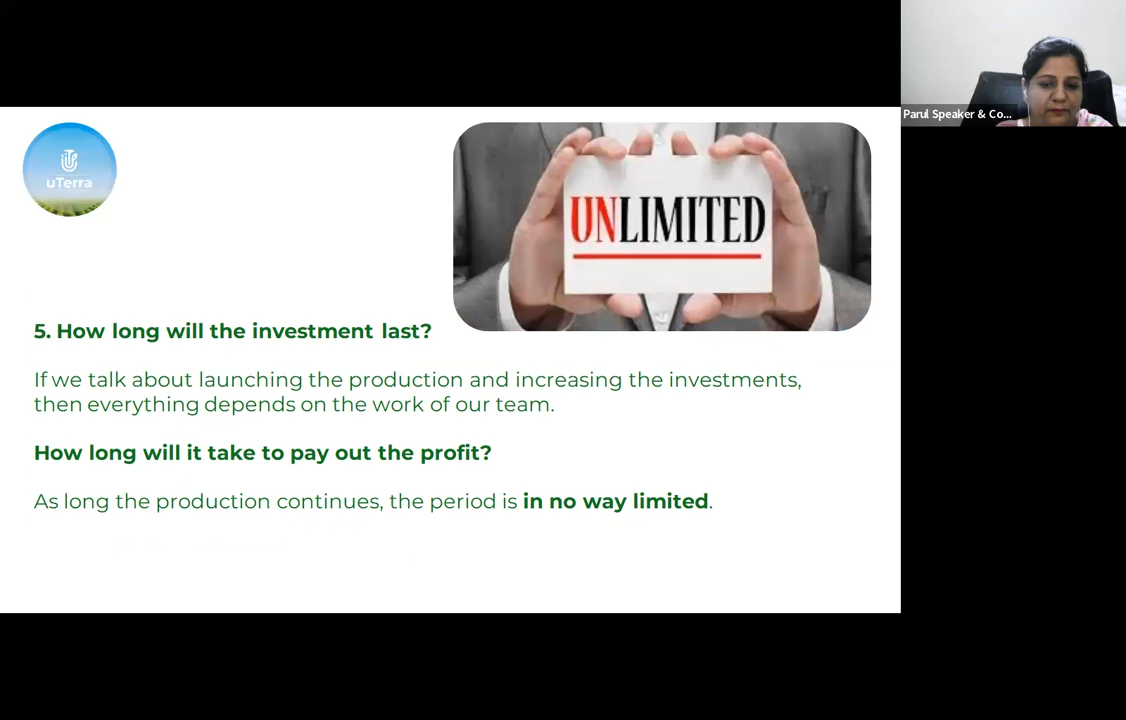 Parul Speaker & Co...
uTerra
UNLIMITED
5. How long will the investment last?
If we talk about launching the production and increasing the investments,
then everything depends on the work of our team.
How long will it take to pay out the profit?
As long the production continues, the period is in no way limited.